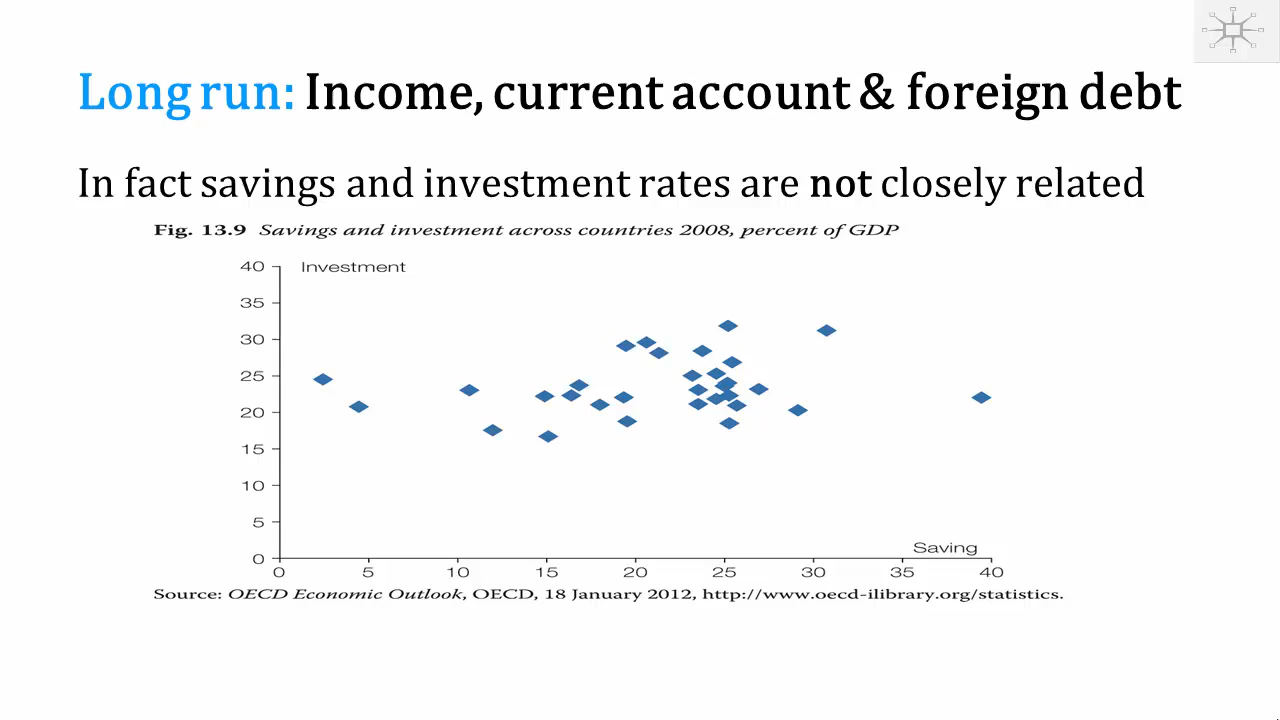 Long run: Income, current account & foreign debt
In fact savings and investment rates are not closely related
Fig. 13.9 Savings and investment across countries 2008, percent of GDP
40 Investment
35
30
25
20
15
10
5
0
Saving
0 5 10 15 20 25 30 35 40
Source: OECD Economic Outlook, OECD, 18 January 2012, http://www.oecd-ilibrary.org/statistics.